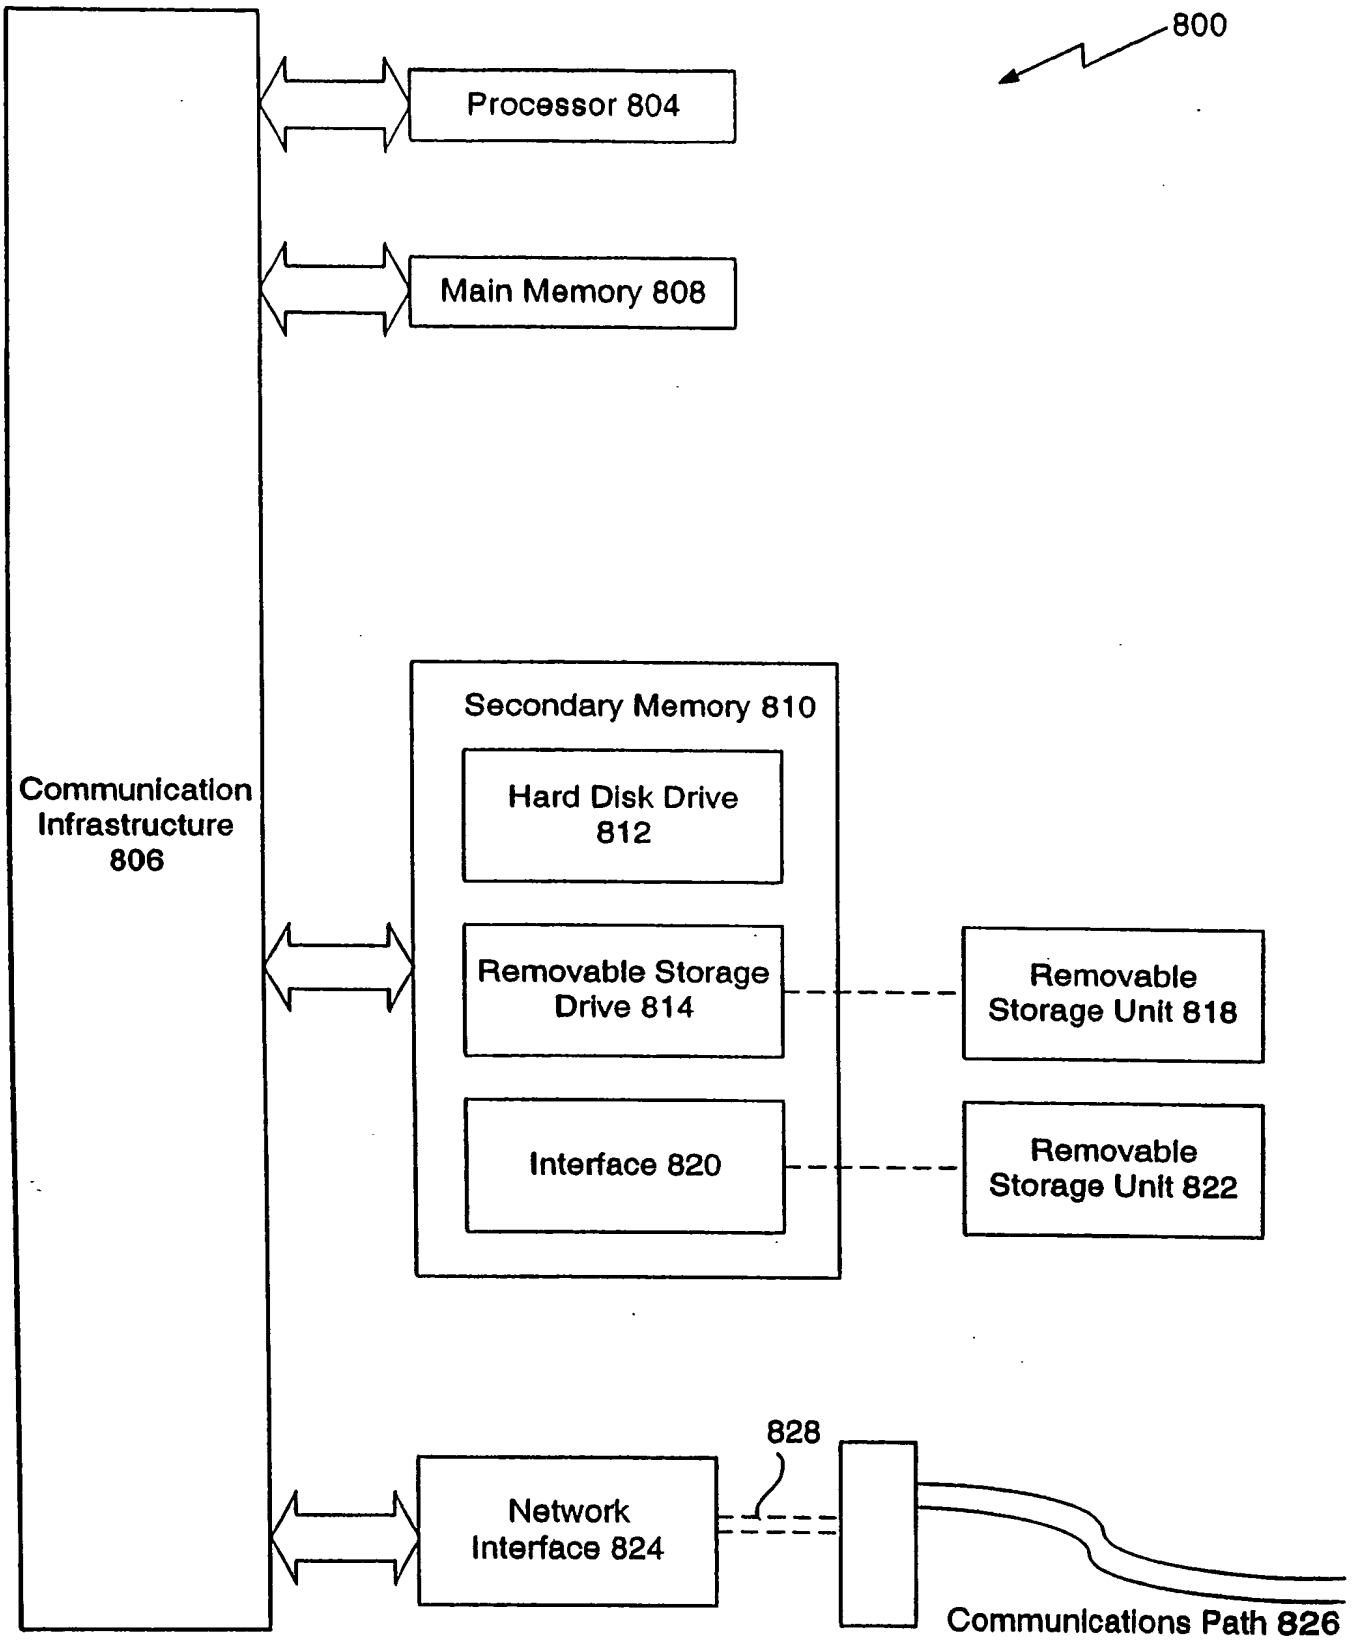 800
Processor 804
Main Memory 808
Secondary Memory 810
Hard Disk Drive
812
Communication
Infrastructure
806
Removable Storage
Drive 814
Removable
Storage Unit 818
Interface 820
Removable
Storage Unit 822
828
Network
Interface 824
Communications Path 826